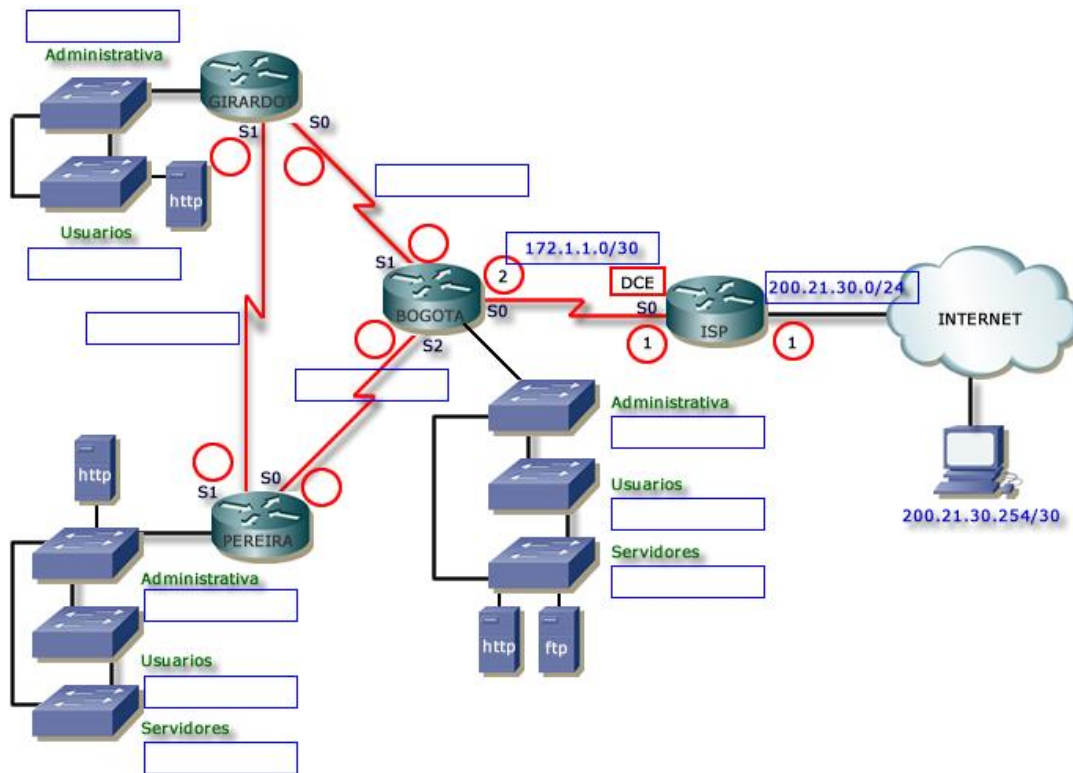 Administrativa
GIRARDOT
S1
S0
http
Usuarios
172.1.1.0/30
S1
2
DCE
200.21.30.0/24
BOGOTA
S0
S0
ISP
INTERNET
1
1
S2
Administrativa
http
Usuarios
200.21.30.254/30
S1
S0
PEREIRA
Servidores
Administrativa
http
ftp
Usuarios
Servidores